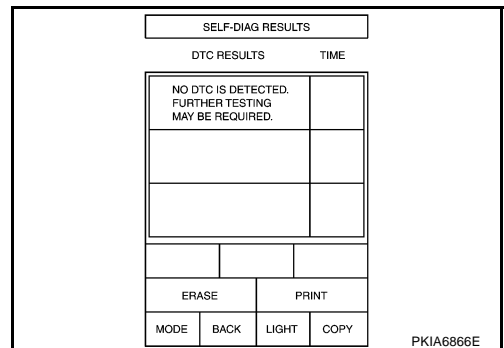 SELF-DIAG RESULTS
DTC RESULTS TIME
NO DTC IS DETECTED.
FURTHER TESTING
MAY BE REQUIRED.
ERASE PRINT
MODE BACK LIGHT COPY
PKIA6866E